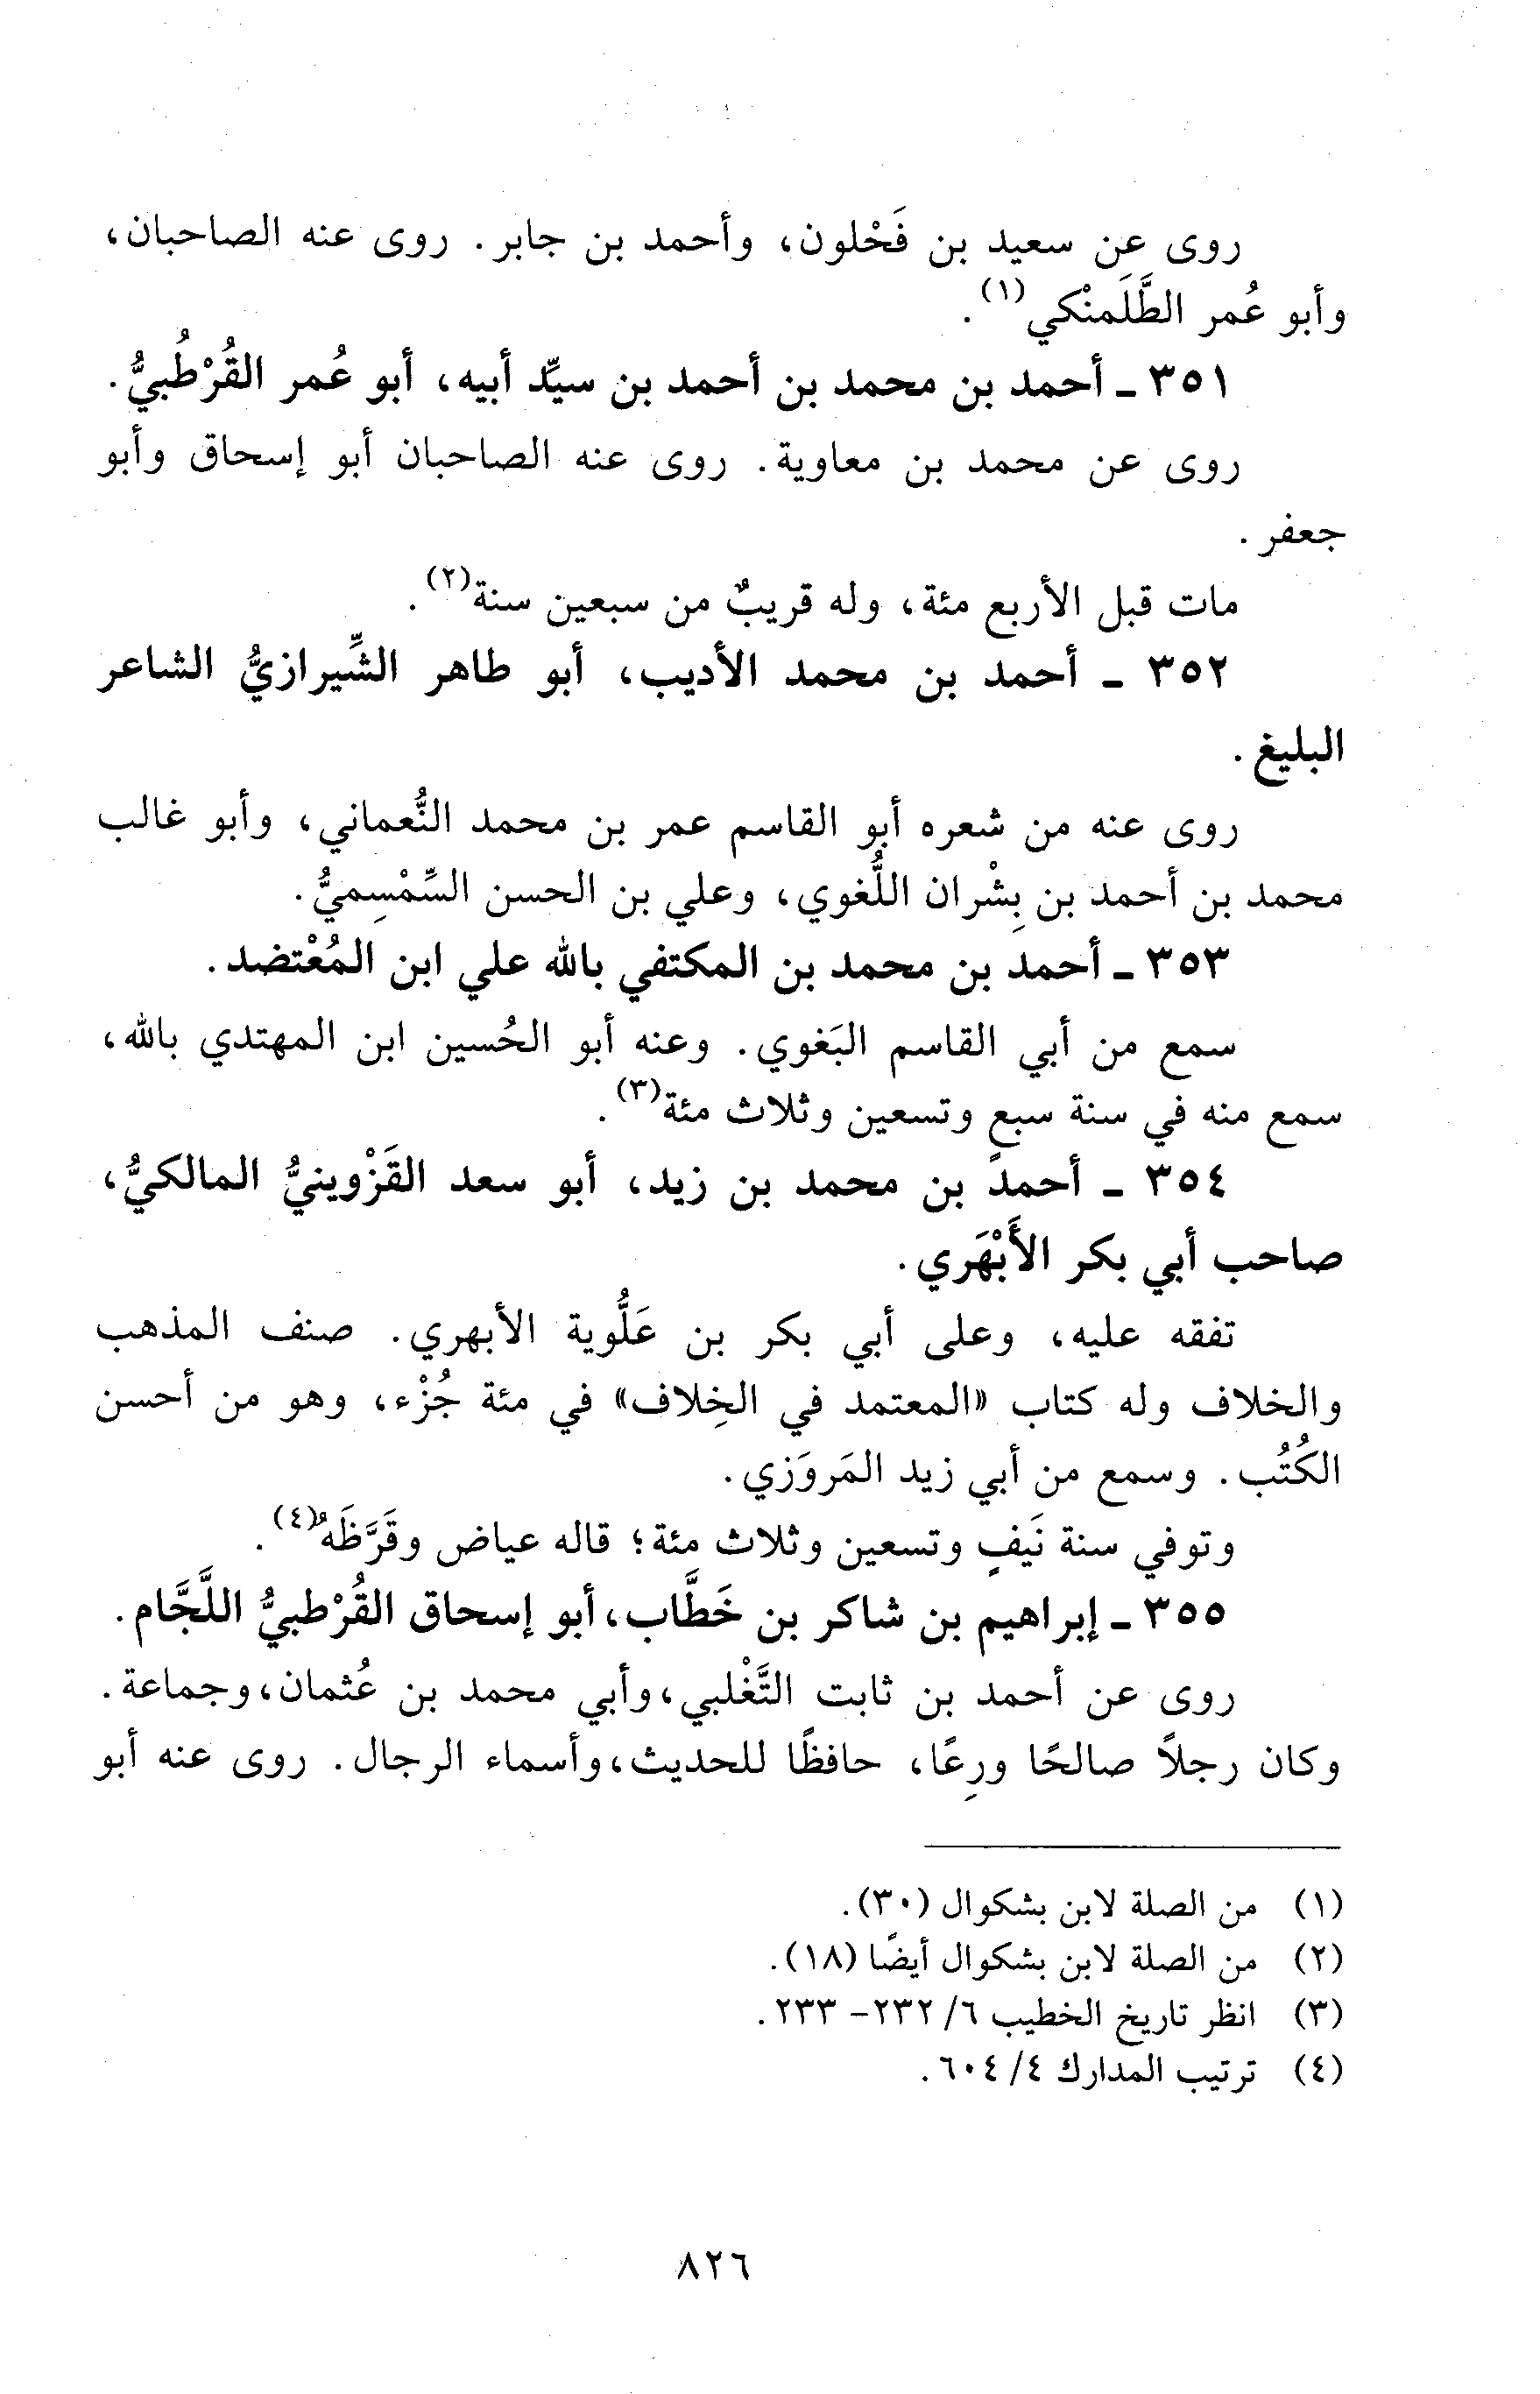 روى عن سعيد بن فَحْلون، وأحمد بن جابر. روى عنه الصاحبان،
وأبو عُمر الطَّلَمنْكي(١).
٣٥١ ـ أحمد بن محمد بن أحمد بن سيِّد أبيه، أبو عُمر القُرْطُبيُّ.
روى عن محمد بن معاوية. روى عنه الصاحبان أبو إسحاق وأبو
جعفر.
مات قبل الأربع مئة، وله قريبٌ من سبعين سنة(٢).
٣٥٢ ـ أحمد بن محمد الأديب، أبو طاهر الشِّيرازيُّ الشاعر
البليغ.
روى عنه من شعره أبو القاسم عمر بن محمد النُّعماني، وأبو غالب
محمد بن أحمد بن بِشْران اللُّغوي، وعلي بن الحسن السِّمْسِميُّ.
٣٥٣ ـ أحمد بن محمد بن المكتفي بالله علي ابن المُعْتضد.
سمع من أبي القاسم البَغوي. وعنه أبو الحُسين ابن المهتدي بالله،
سمع منه في سنة سبعٍ وتسعين وثلاث مئة(٣).
٣٥٤ ـ أحمد بن محمد بن زيد، أبو سعد القَزْوينيُّ المالكيُّ،
صاحب أبي بكر الأَبْهَري.
تفقه عليه، وعلى أبي بكر بن عَلُّوية الأبهري. صنف المذهب
والخلاف وله كتاب «المعتمد في الخِلاف» في مئة جُزْء، وهو من أحسن
الكُتُب. وسمع من أبي زيد المَروَزي.
وتوفي سنة نَيفٍ وتسعين وثلاث مئة؛ قاله عياض وقَرَّظَهُ(٤).
٣٥٥ ـ إبراهيم بن شاكر بن خَطَّاب، أبو إسحاق القُرْطبيُّ اللَّجَّام.
روى عن أحمد بن ثابت التَّغْلبي، وأبي محمد بن عُثمان، وجماعة.
وكان رجلاً صالحًا ورِعًا، حافظًا للحديث، وأسماء الرجال. روى عنه أبو
(١) من الصلة لابن بشكوال (٣٠).
(٢) من الصلة لابن بشكوال أيضًا (١٨).
(٣) انظر تاريخ الخطيب ٦/ ٢٣٢- ٢٣٣.
(٤) ترتيب المدارك ٤/ ٦٠٤.
٨٢٦